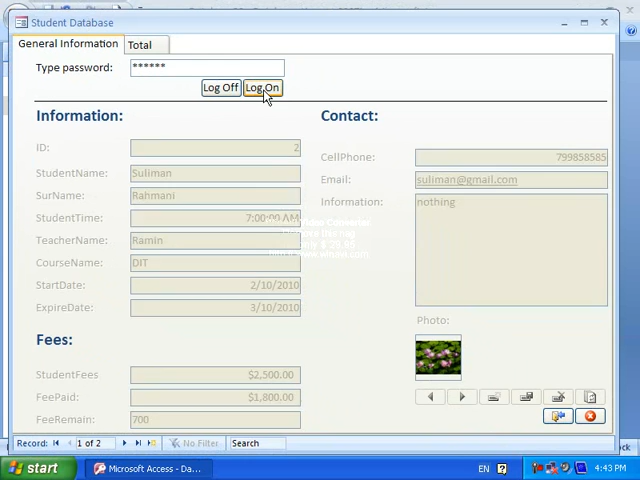 Student Database
General Information Total
Type password: ******
Log Off Log On
Information:
Contact:
ID: 2
StudentName: Suliman
SurName: Rahmani
StudentTime: 7:00:00 AM
TeacherName: Ramin
CourseName: DIT
StartDate: 2/10/2010
ExpireDate: 3/10/2010
CellPhone: 799858585
Email: suliman@gmail.com
Information: nothing
Photo:
Fees:
StudentFees $2,500.00
FeePaid: $1,800.00
FeeRemain: 700
Record: 1 of 2 No Filter Search
start Microsoft Access - Da... EN ? 4:43 PM